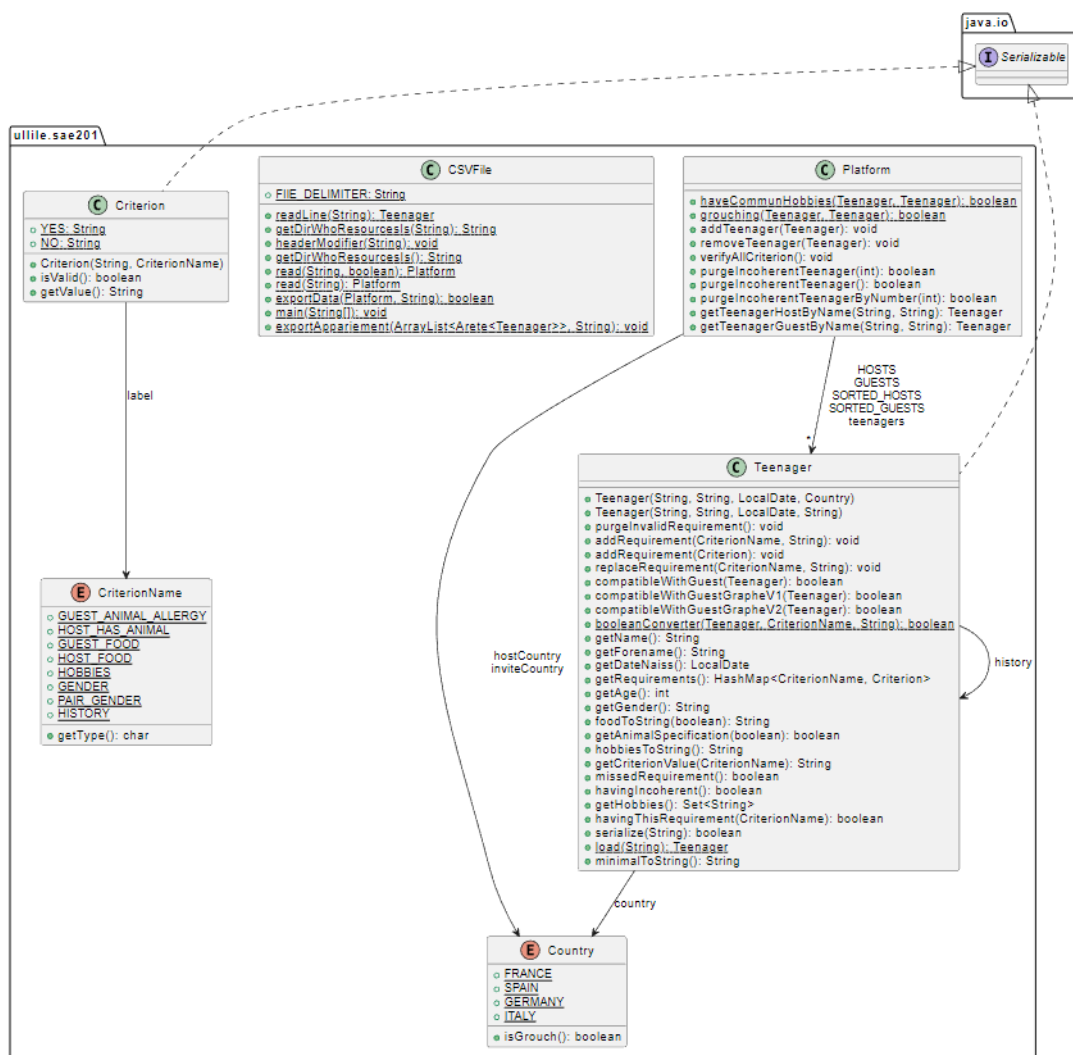 java.io
I Serializable
ullile.sae201
C Criterion
YES: String
NO: String
Criterion(String, CriterionName)
isValid(): boolean
getValue(): String
C CSVFile
FIlE_DELIMITER: String
readLine(String): Teenager
getDirWhoResourcesIs(String): String
headerModifier(String): void
getDirWhoResourcesIs(): String
read(String, boolean): Platform
read(String): Platform
exportData(Platform, String): boolean
main(String[]): void
exportAppariement(ArrayList<Arete<Teenager>>, String): void
C Platform
haveCommunHobbies(Teenager, Teenager): boolean
grouching(Teenager, Teenager): boolean
addTeenager(Teenager): void
removeTeenager(Teenager): void
verifyAllCriterion(): void
purgeIncoherentTeenager(int): boolean
purgeIncoherentTeenager(): boolean
purgeIncoherentTeenagerByNumber(int): boolean
getTeenagerHostByName(String, String): Teenager
getTeenagerGuestByName(String, String): Teenager
label
HOSTS
GUESTS
SORTED_HOSTS
SORTED_GUESTS
teenagers
*
C Teenager
Teenager(String, String, LocalDate, Country)
Teenager(String, String, LocalDate, String)
purgeInvalidRequirement(): void
addRequirement(CriterionName, String): void
addRequirement(Criterion): void
replaceRequirement(CriterionName, String): void
compatibleWithGuest(Teenager): boolean
compatibleWithGuestGrapheV1(Teenager): boolean
compatibleWithGuestGrapheV2(Teenager): boolean
booleanConverter(Teenager, CriterionName, String): boolean
getName(): String
getForename(): String
getDateNaiss(): LocalDate
getRequirements(): HashMap<CriterionName, Criterion>
getAge(): int
getGender(): String
foodToString(boolean): String
getAnimalSpecification(boolean): boolean
hobbiesToString(): String
getCriterionValue(CriterionName): String
missedRequirement(): boolean
havingIncoherent(): boolean
getHobbies(): Set<String>
havingThisRequirement(CriterionName): boolean
serialize(String): boolean
load(String): Teenager
minimalToString(): String
history
E CriterionName
GUEST_ANIMAL_ALLERGY
HOST_HAS_ANIMAL
GUEST_FOOD
HOST_FOOD
HOBBIES
GENDER
PAIR_GENDER
HISTORY
getType(): char
hostCountry
inviteCountry
country
E Country
FRANCE
SPAIN
GERMANY
ITALY
isGrouch(): boolean